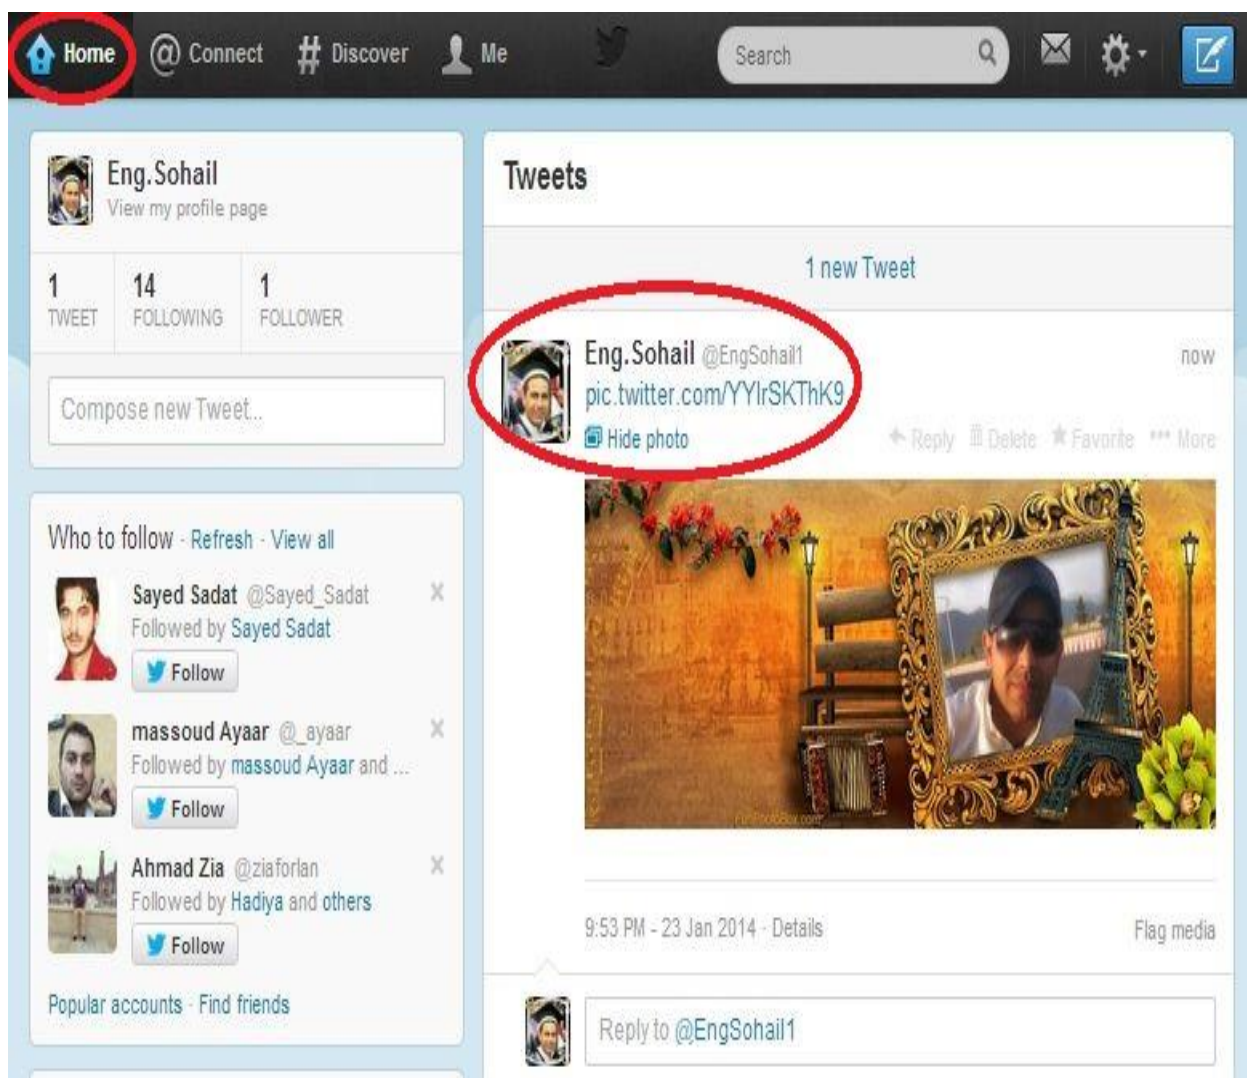 Home @ Connect # Discover Me Search
Eng.Sohail
View my profile page
1 14 1
TWEET FOLLOWING FOLLOWER
Compose new Tweet...
Who to follow · Refresh · View all
Sayed Sadat @Sayed_Sadat
Followed by Sayed Sadat
Follow
massoud Ayaar @_ayaar
Followed by massoud Ayaar and ...
Follow
Ahmad Zia @ziaforlan
Followed by Hadiya and others
Follow
Popular accounts · Find friends
Tweets
1 new Tweet
Eng.Sohail @EngSohail1 now
pic.twitter.com/YYIrSKThK9
Hide photo Reply Delete Favorite More
FunPhotoBox.com
9:53 PM - 23 Jan 2014 · Details Flag media
Reply to @EngSohail1